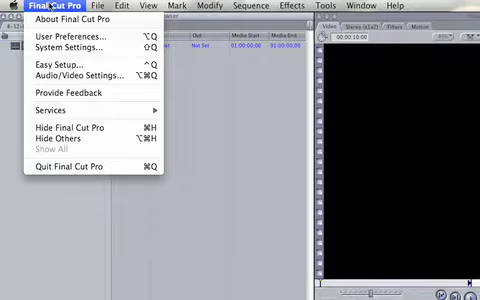 Final Cut Pro File Edit View Mark Modify Sequence Effects Tools Window Help
About Final Cut Pro
User Preferences... ⌥Q
System Settings... ⇧Q
Easy Setup... ^Q
Audio/Video Settings... ⌥⌘Q
Provide Feedback
Services
Hide Final Cut Pro ⌘H
Hide Others ⌥⌘H
Show All
Quit Final Cut Pro ⌘Q
Out Media Start Media End
Not Set 01:00:00;00 01:00:00;00
Video Stereo (a1a2) Filters Motion
00:00:10:00